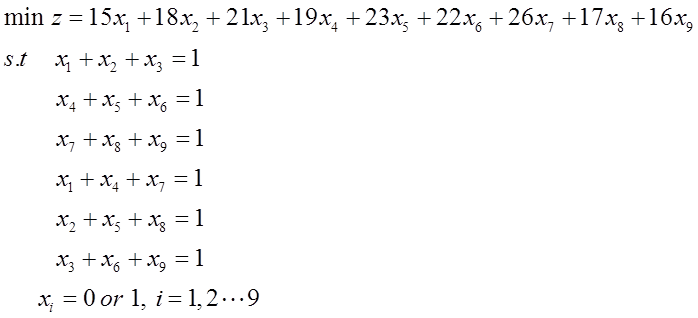 min z = 15x₁ + 18x₂ + 21x₃ + 19x₄ + 23x₅ + 22x₆ + 26x₇ + 17x₈ + 16x₉
s.t x₁ + x₂ + x₃ = 1
x₄ + x₅ + x₆ = 1
x₇ + x₈ + x₉ = 1
x₁ + x₄ + x₇ = 1
x₂ + x₅ + x₈ = 1
x₃ + x₆ + x₉ = 1
xᵢ = 0 or 1, i = 1, 2⋯9